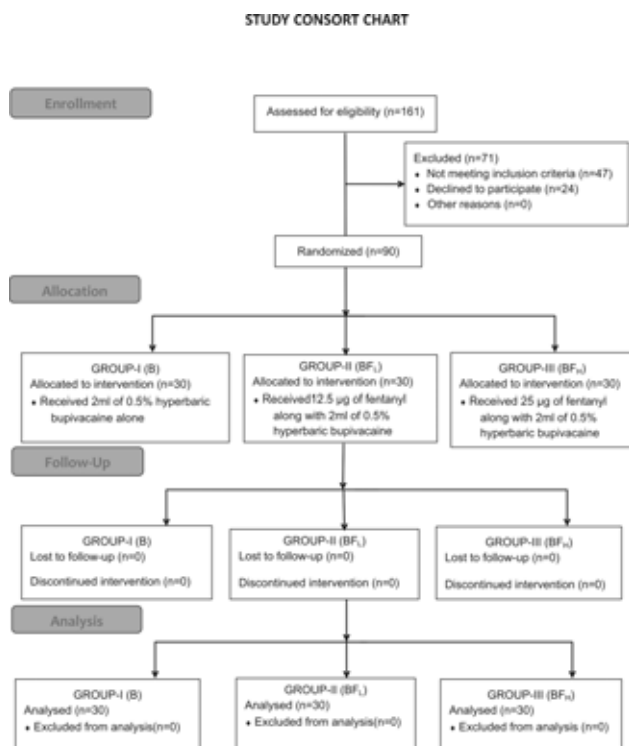 STUDY CONSORT CHART
Enrollment
Assessed for eligibility (n=161)
Excluded (n=71)
♦ Not meeting inclusion criteria (n=47)
♦ Declined to participate (n=24)
♦ Other reasons (n=0)
Randomized (n=90)
Allocation
GROUP-I (B)
Allocated to intervention (n=30)
♦ Received 2ml of 0.5% hyperbaric
bupivacaine alone
GROUP-II (BFL)
Allocated to intervention (n=30)
♦ Received12.5 µg of fentanyl
along with 2ml of 0.5%
hyperbaric bupivacaine
GROUP-III (BFH)
Allocated to intervention (n=30)
♦ Received 25 µg of fentanyl
along with 2ml of 0.5%
hyperbaric bupivacaine
Follow-Up
GROUP-I (B)
Lost to follow-up (n=0)
Discontinued intervention (n=0)
GROUP-II (BFL)
Lost to follow-up (n=0)
Discontinued intervention (n=0)
GROUP-III (BFH)
Lost to follow-up (n=0)
Discontinued intervention (n=0)
Analysis
GROUP-I (B)
Analysed (n=30)
♦ Excluded from analysis(n=0)
GROUP-II (BFL)
Analysed (n=30)
♦ Excluded from analysis(n=0)
GROUP-III (BFH)
Analysed (n=30)
♦ Excluded from analysis (n=0)